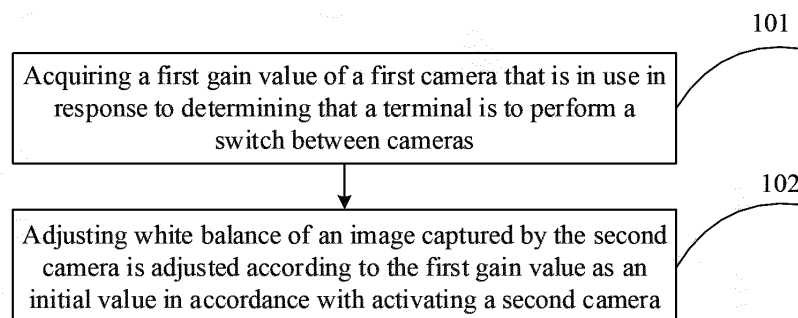 101
Acquiring a first gain value of a first camera that is in use in
response to determining that a terminal is to perform a
switch between cameras
102
Adjusting white balance of an image captured by the second
camera is adjusted according to the first gain value as an
initial value in accordance with activating a second camera